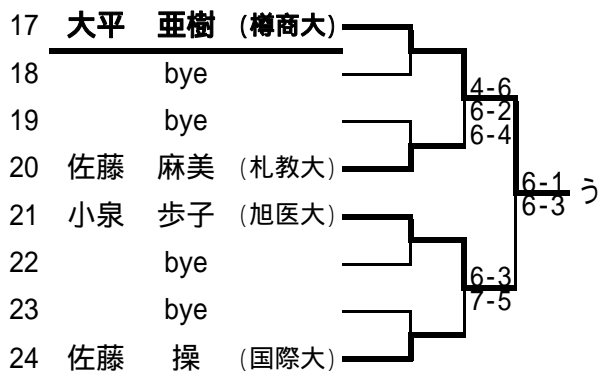 17 大平 亜樹 (樽商大)
18 bye
19 bye
20 佐藤 麻美 (札教大)
21 小泉 歩子 (旭医大)
22 bye
23 bye
24 佐藤 操 (国際大)
4-6
6-2
6-4
6-3
7-5
6-1
6-3
う